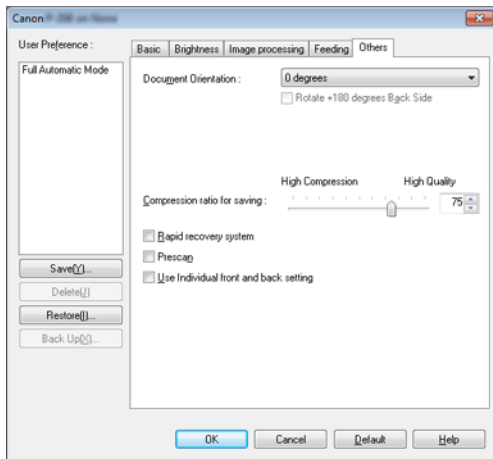 Canon
User Preference :
Full Automatic Mode
Save(Y)...
Delete(J)
Restore(I)...
Back Up(X)...
Basic Brightness Image processing Feeding Others
Document Orientation :
0 degrees
Rotate +180 degrees Back Side
High Compression High Quality
Compression ratio for saving :
75
Rapid recovery system
Prescan
Use Individual front and back setting
OK Cancel Default Help